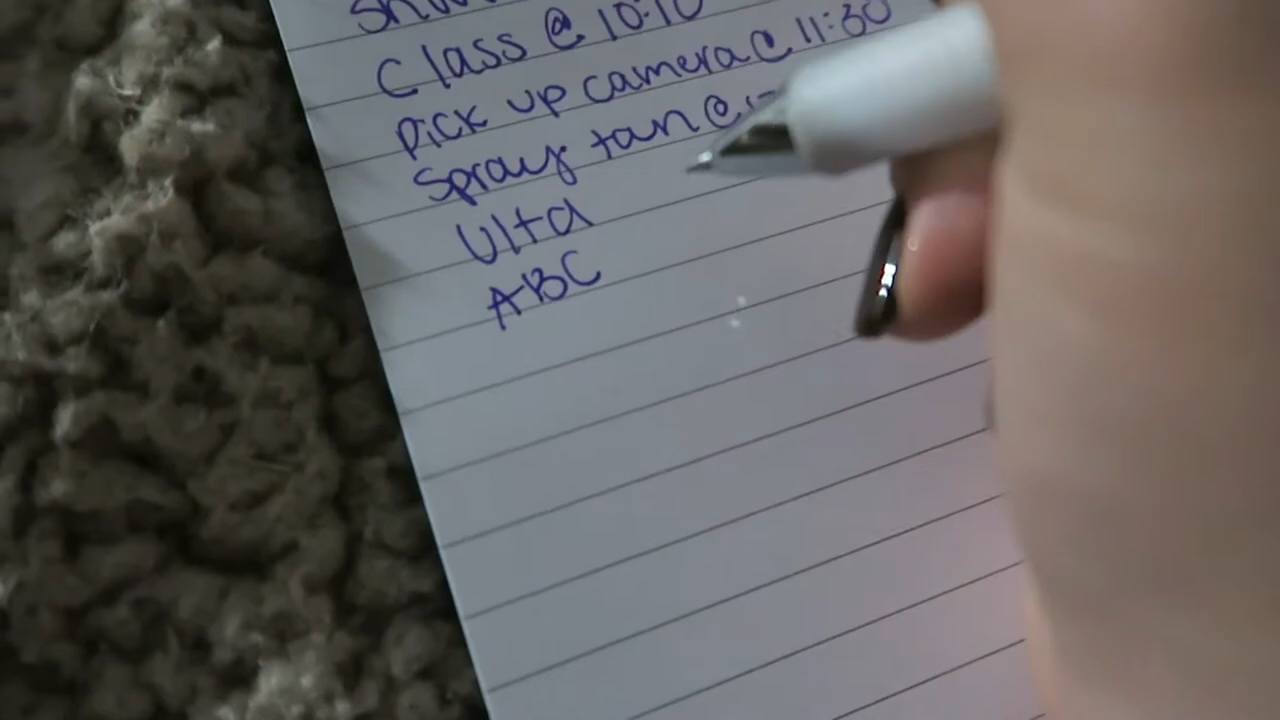 Class @ 10:10
Pick up camera @ 11:30
Spray tan @
Ulta
ABC